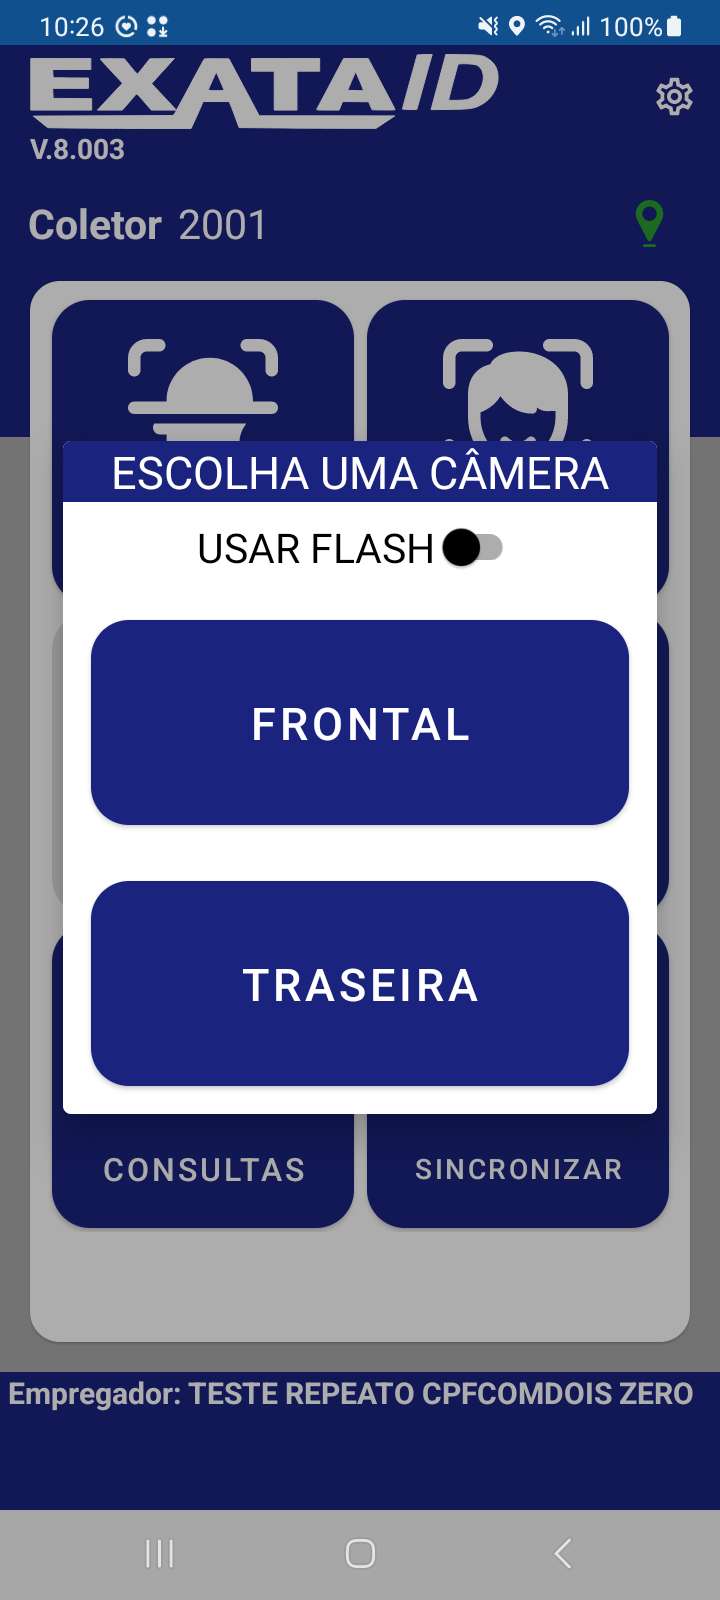 10:26
100%
EXATAID
V.8.003
Coletor 2001
ESCOLHA UMA CÂMERA
USAR FLASH
FRONTAL
TRASEIRA
CONSULTAS
SINCRONIZAR
Empregador: TESTE REPEATO CPFCOMDOIS ZERO